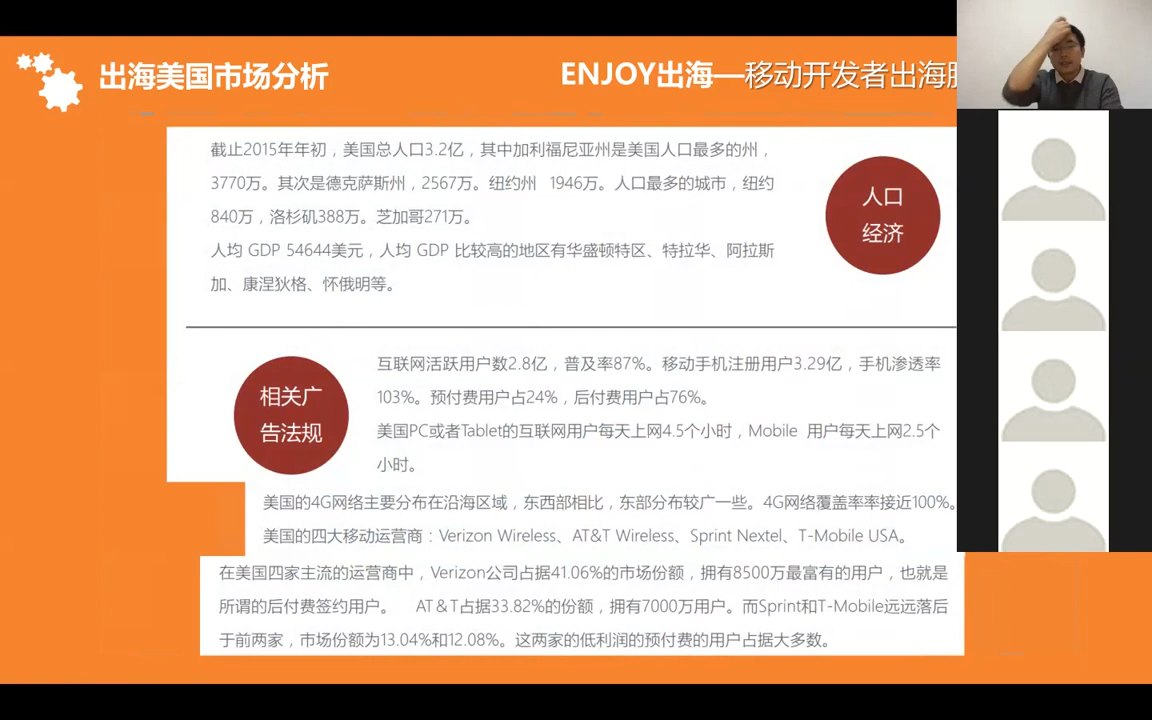 出海美国市场分析
ENJOY出海—移动开发者出海
截止2015年年初，美国总人口3.2亿，其中加利福尼亚州是美国人口最多的州，
3770万。其次是德克萨斯州，2567万。纽约州 1946万。人口最多的城市，纽约
840万，洛杉矶388万。芝加哥271万。
人均 GDP 54644美元，人均 GDP 比较高的地区有华盛顿特区、特拉华、阿拉斯
加、康涅狄格、怀俄明等。
人口
经济
相关广
告法规
互联网活跃用户数2.8亿，普及率87%。移动手机注册用户3.29亿，手机渗透率
103%。预付费用户占24%，后付费用户占76%。
美国PC或者Tablet的互联网用户每天上网4.5个小时，Mobile 用户每天上网2.5个
小时。
美国的4G网络主要分布在沿海区域，东西部相比，东部分布较广一些。4G网络覆盖率率接近100%。
美国的四大移动运营商：Verizon Wireless、AT&T Wireless、Sprint Nextel、T-Mobile USA。
在美国四家主流的运营商中，Verizon公司占据41.06%的市场份额，拥有8500万最富有的用户，也就是
所谓的后付费签约用户。 AT＆T占据33.82%的份额，拥有7000万用户。而Sprint和T-Mobile远远落后
于前两家，市场份额为13.04%和12.08%。这两家的低利润的预付费的用户占据大多数。